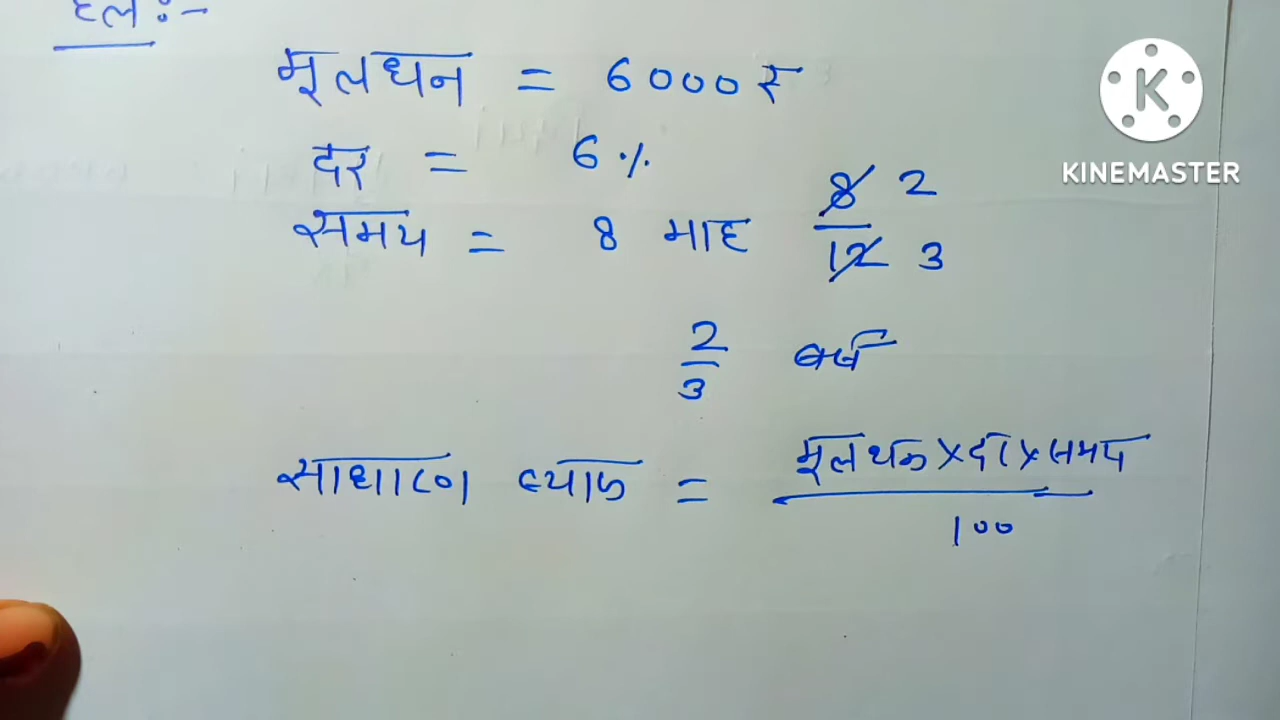 हल :-
मूलधन = 6000 रु
दर = 6 %
समय = 8 माह 8/12 2/3
2/3 वर्ष
साधारण ब्याज = मूलधन × दर × समय / 100
K
KINEMASTER